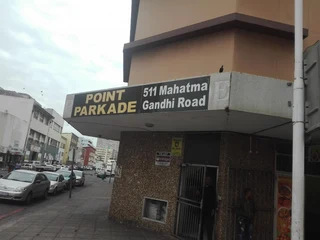 POINT
PARKADE
511 Mahatma
Gandhi Road